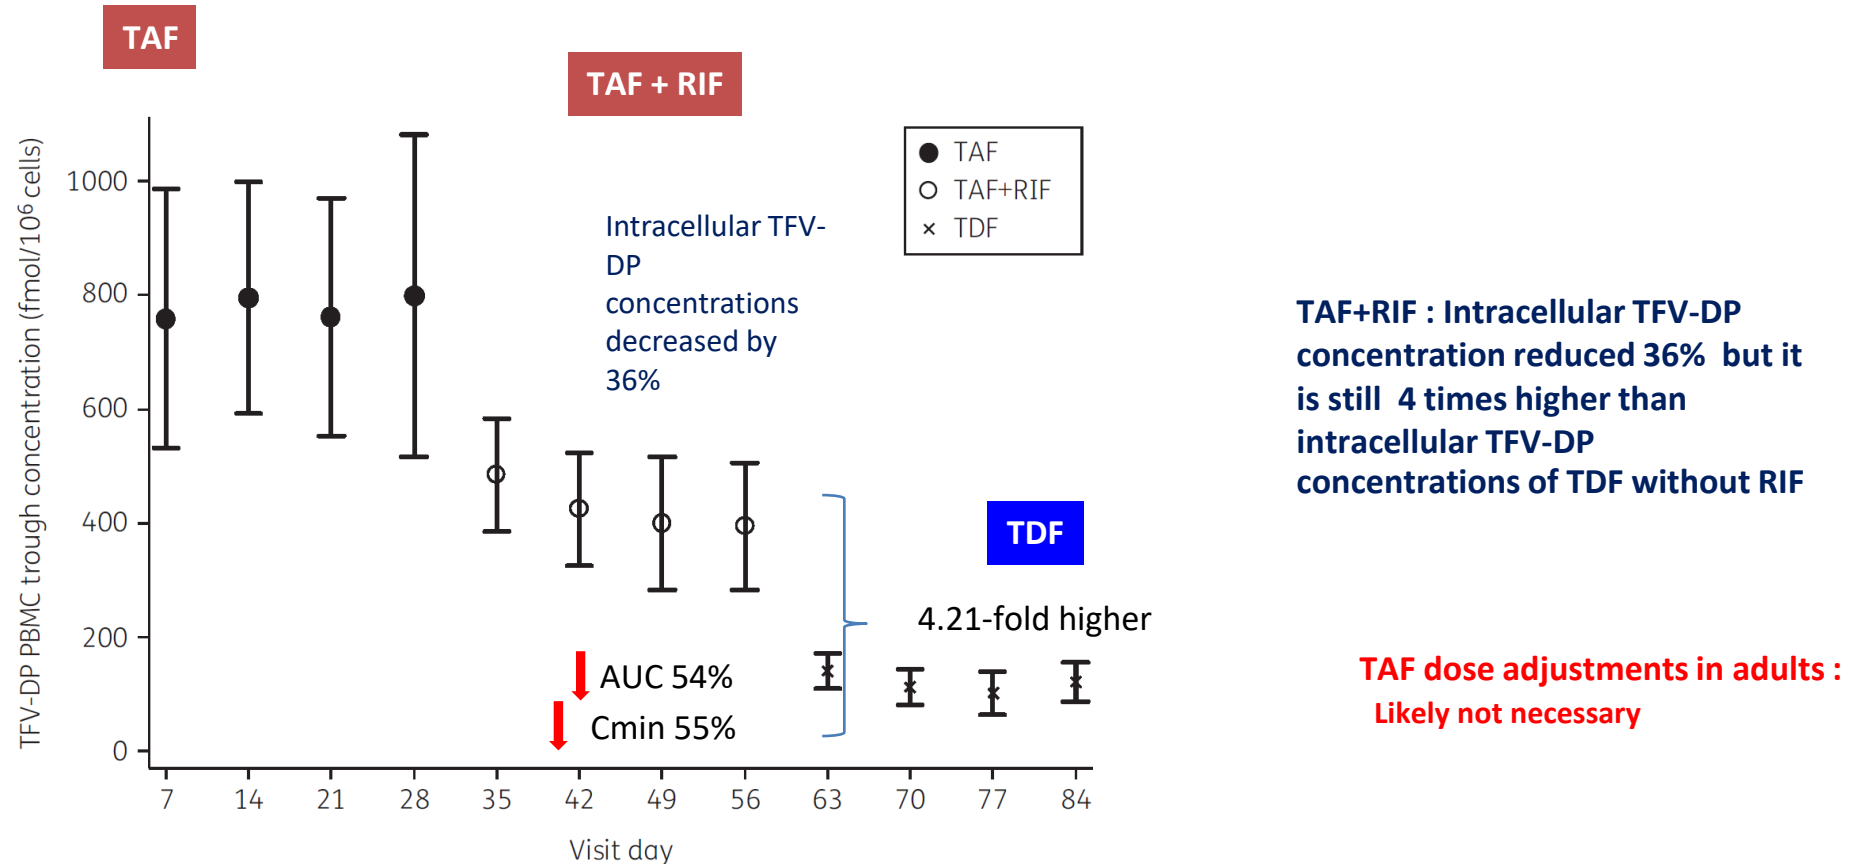 TAF
TAF + RIF
TFV-DP PBMC trough concentration (fmol/10⁶ cells)
1000
800
600
400
200
0
7 14 21 28 35 42 49 56 63 70 77 84
Visit day
TAF
TAF+RIF
TDF
Intracellular TFV-
DP
concentrations
decreased by
36%
AUC 54%
Cmin 55%
TDF
4.21-fold higher
TAF+RIF : Intracellular TFV-DP
concentration reduced 36% but it
is still 4 times higher than
intracellular TFV-DP
concentrations of TDF without RIF
TAF dose adjustments in adults :
Likely not necessary